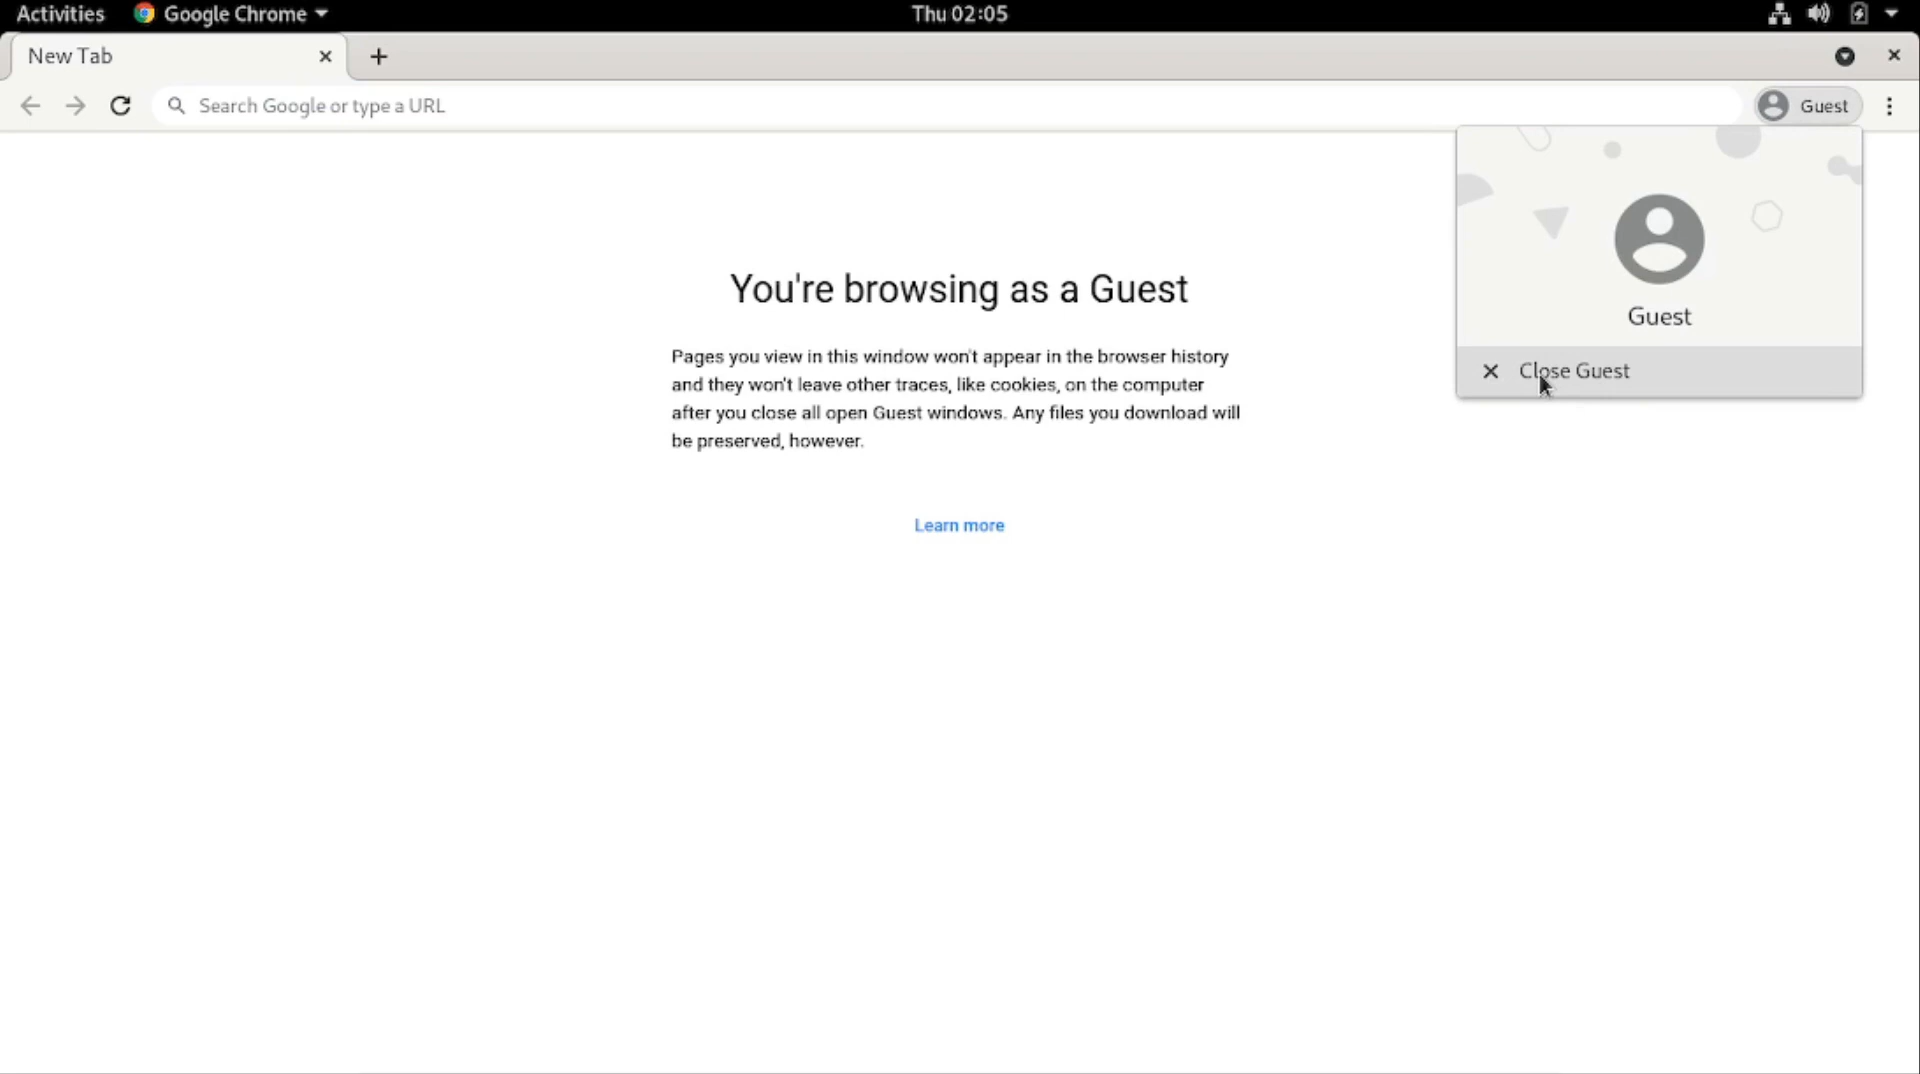 Activities Google Chrome Thu 02:05
New Tab
Search Google or type a URL Guest
You're browsing as a Guest
Pages you view in this window won't appear in the browser history
and they won't leave other traces, like cookies, on the computer
after you close all open Guest windows. Any files you download will
be preserved, however.
Learn more
Guest
Close Guest